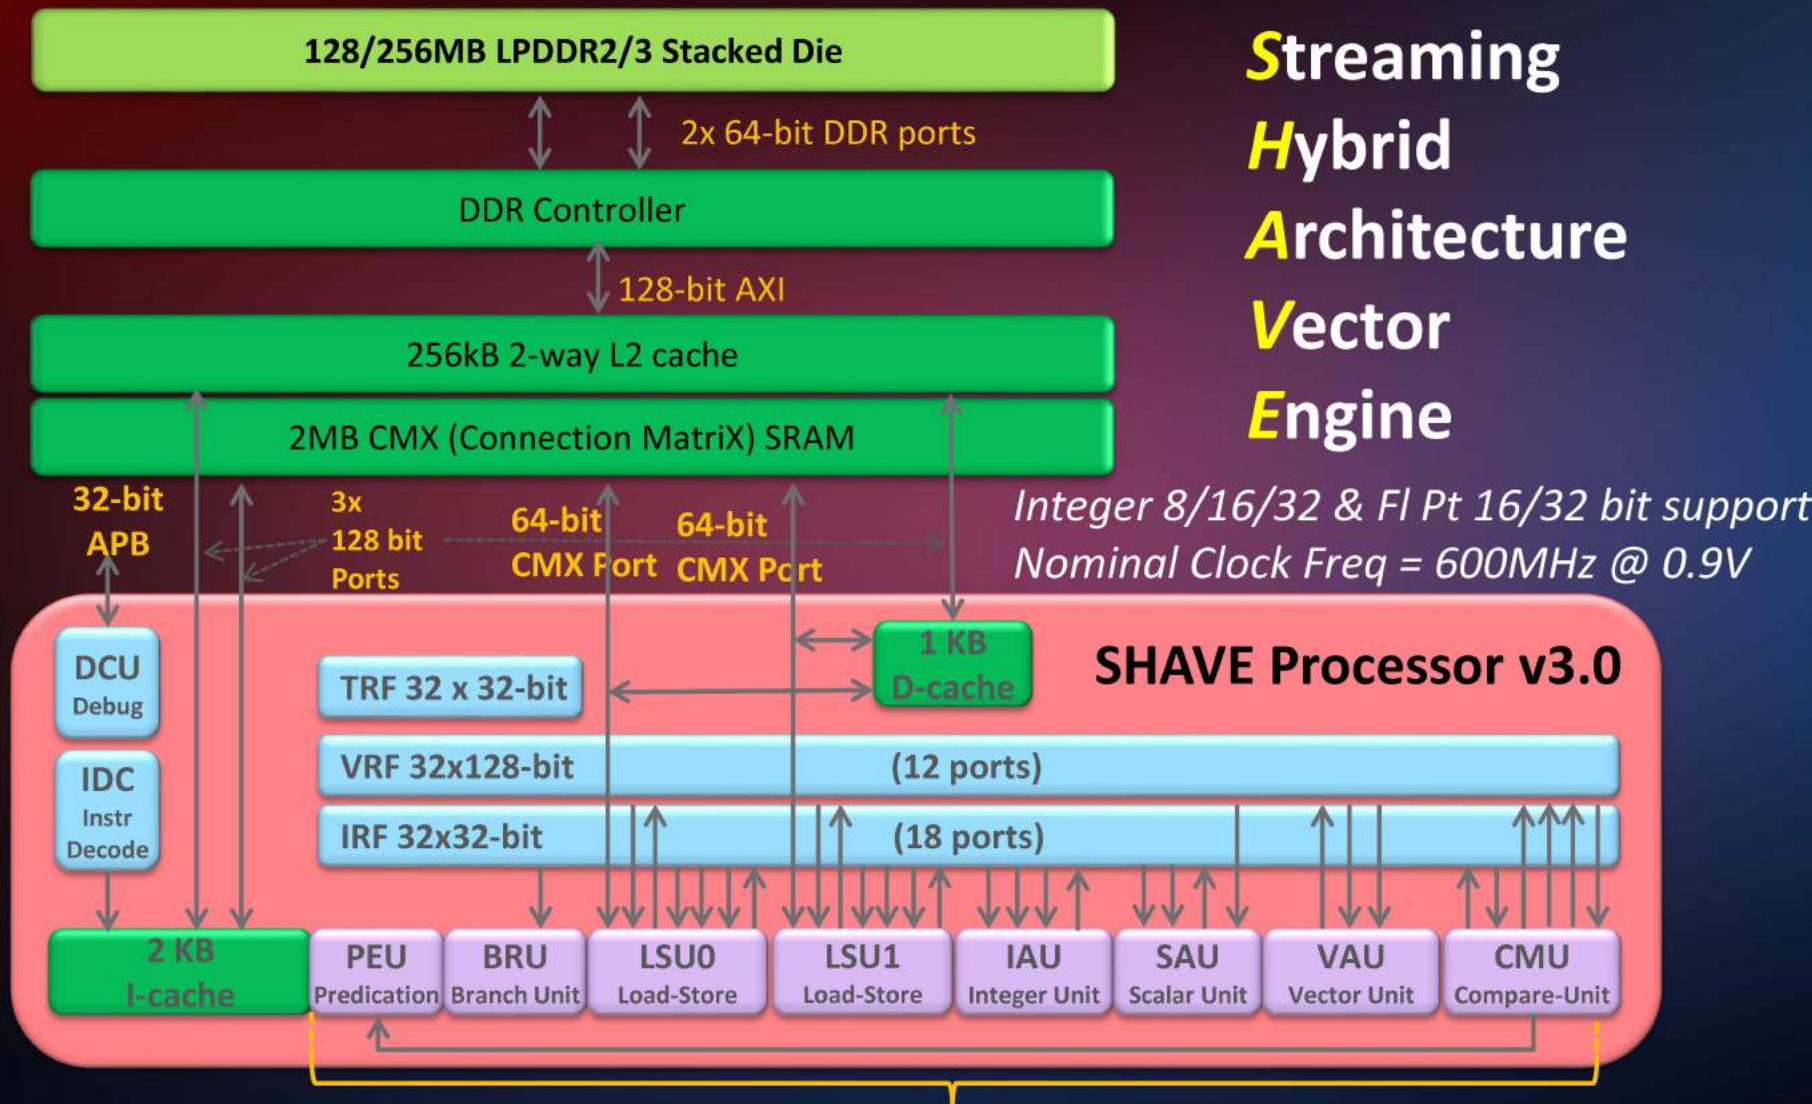 128/256MB LPDDR2/3 Stacked Die
2x 64-bit DDR ports
DDR Controller
128-bit AXI
256kB 2-way L2 cache
2MB CMX (Connection MatriX) SRAM
Streaming
Hybrid
Architecture
Vector
Engine
Integer 8/16/32 & Fl Pt 16/32 bit support
Nominal Clock Freq = 600MHz @ 0.9V
32-bit
APB
3x
128 bit
Ports
64-bit
CMX Port
64-bit
CMX Port
SHAVE Processor v3.0
1 KB
D-cache
DCU
Debug
TRF 32 x 32-bit
VRF 32x128-bit (12 ports)
IDC
Instr
Decode
IRF 32x32-bit (18 ports)
2 KB
I-cache
PEU
Predication
BRU
Branch Unit
LSU0
Load-Store
LSU1
Load-Store
IAU
Integer Unit
SAU
Scalar Unit
VAU
Vector Unit
CMU
Compare-Unit